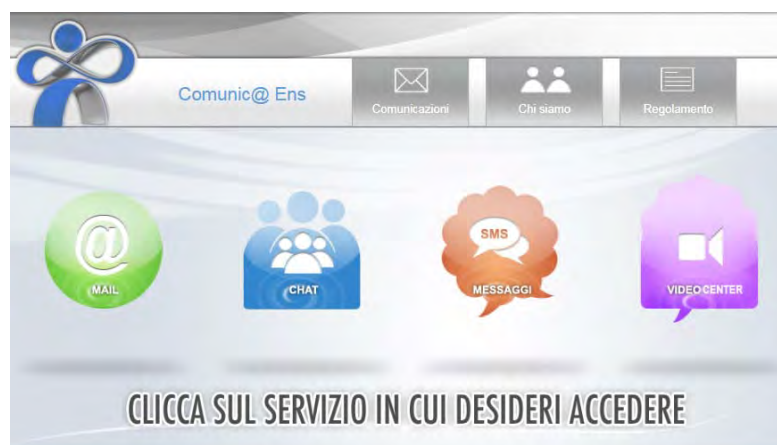 Comunic@ Ens
Comunicazioni
Chi siamo
Regolamento
@
MAIL
CHAT
SMS
MESSAGGI
VIDEOCENTER
CLICCA SUL SERVIZIO IN CUI DESIDERI ACCEDERE